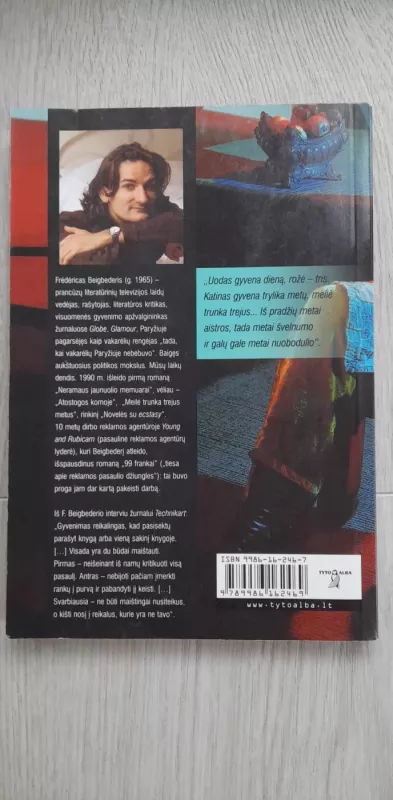 Frédéricas Beigbederis (g. 1965) –
prancūzų literatūrinių televizijos laidų
vedėjas, rašytojas, literatūros kritikas,
visuomenės gyvenimo apžvalgininkas
žurnaluose Globe, Glamour, Paryžiuje
pagarsėjęs kaip vakarėlių rengėjas „tada,
kai vakarėlių Paryžiuje nebebuvo“. Baigęs
aukštuosius politikos mokslus. Mūsų laikų
dendis. 1990 m. išleido pirmą romaną
„Neramaus jaunuolio memuarai“, vėliau –
„Atostogos komoje“, „Meilė trunka trejus
metus“, rinkinį „Novelės su ecstasy“.
10 metų dirbo reklamos agentūroje Young
and Rubicam (pasaulinė reklamos agentūrų
lyderė), kuri Beigbederį atleido,
išspausdinus romaną „99 frankai“ („tiesa
apie reklamos pasaulio džiungles“): tai buvo
proga jam dar kartą pakeisti darbą.
Iš F. Beigbederio interviu žurnalui Technikart:
„Gyvenimas reikalingas, kad pasisektų
parašyt knygą arba vieną sakinį knygoje.
[...] Visada yra du būdai maištauti.
Pirmas – neišeinant iš namų kritikuoti visą
pasaulį. Antras – nebijoti pačiam įmerkti
rankų į purvą ir pabandyti jį keisti. [...]
Svarbiausia – ne būti maištingai nusiteikus,
o kišti nosį į reikalus, kurie yra ne tavo“.
„Uodas gyvena dieną, rožė – tris.
Katinas gyvena trylika metų, meilė
trunka trejus... Iš pradžių metai
aistros, tada metai švelnumo
ir galų gale metai nuobodulio“.
ISBN 9986-16-246-7
9 789986 162469
TYTO ALBA
www.tytoalba.lt